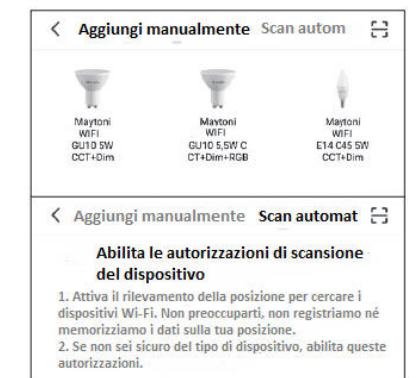 Aggiungi manualmente Scan autom
Maytoni
WIFI
GU10 5W
CCT+Dim
Maytoni
WIFI
GU10 5,5W C
CT+Dim+RGB
Maytoni
WIFI
E14 C45 5W
CCT+Dim
Aggiungi manualmente Scan automat
Abilita le autorizzazioni di scansione
del dispositivo
1. Attiva il rilevamento della posizione per cercare i
dispositivi Wi-Fi. Non preoccuparti, non registriamo né
memorizziamo i dati sulla tua posizione.
2. Se non sei sicuro del tipo di dispositivo, abilita queste
autorizzazioni.